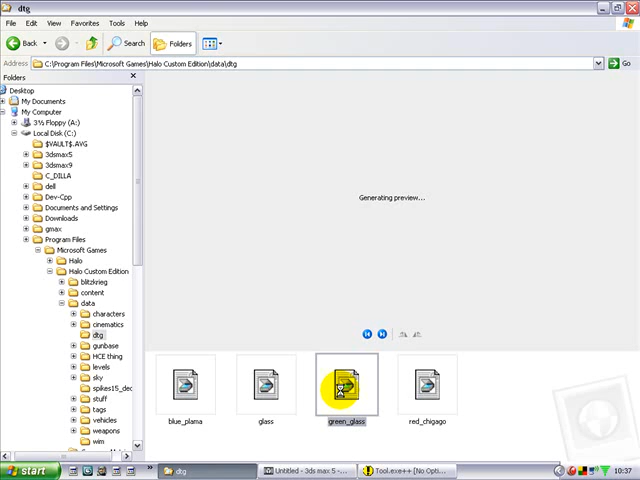 dtg
File Edit View Favorites Tools Help
Back Search Folders
Address C:\Program Files\Microsoft Games\Halo Custom Edition\data\dtg Go
Folders
Desktop
My Documents
My Computer
3½ Floppy (A:)
Local Disk (C:)
$VAULT$.AVG
3dsmax5
3dsmax9
C_DILLA
dell
Dev-Cpp
Documents and Settings
Downloads
gmax
Program Files
Microsoft Games
Halo
Halo Custom Edition
blitzkrieg
content
data
characters
cinematics
dtg
gunbase
HCE thing
levels
sky
spikes15_dec
stuff
tags
vehicles
weapons
wim
Generating preview...
blue_plama glass green_glass red_chigago
start dtg Untitled - 3ds max 5 -... Tool.exe++ [No Opti... 10:37